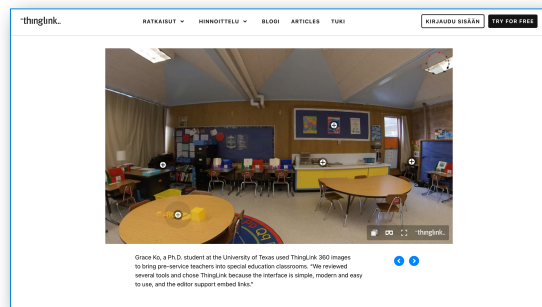 thinglink..
RATKAISUT
HINNOITTELU
BLOGI
ARTICLES
TUKI
KIRJAUDU SISÄÄN
TRY FOR FREE
thinglink..
Grace Ko, a Ph.D. student at the University of Texas used ThingLink 360 images
to bring pre-service teachers into special education classrooms. "We reviewed
several tools and chose ThingLink because the interface is simple, modern and easy
to use, and the editor support embed links."